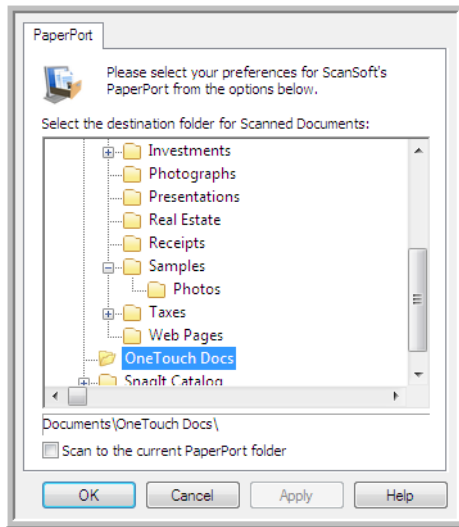 PaperPort
Please select your preferences for ScanSoft's
PaperPort from the options below.
Select the destination folder for Scanned Documents:
Investments
Photographs
Presentations
Real Estate
Receipts
Samples
Photos
Taxes
Web Pages
OneTouch Docs
SnagIt Catalog
Documents\OneTouch Docs\
Scan to the current PaperPort folder
OK Cancel Apply Help